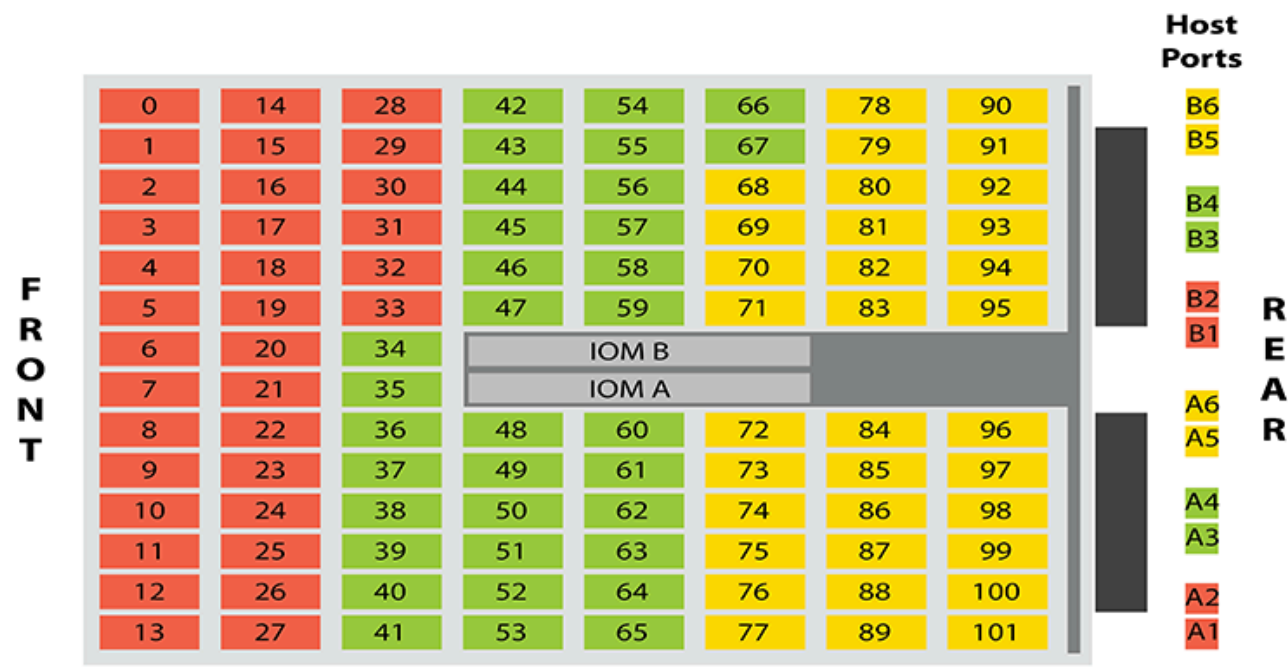 Host
Ports
0 14 28 42 54 66 78 90 B6
1 15 29 43 55 67 79 91 B5
2 16 30 44 56 68 80 92 B4
3 17 31 45 57 69 81 93 B3
4 18 32 46 58 70 82 94
5 19 33 47 59 71 83 95 B2
B1
6 20 34 IOM B
7 21 35 IOM A
A6
8 22 36 48 60 72 84 96 A5
9 23 37 49 61 73 85 97
10 24 38 50 62 74 86 98 A4
11 25 39 51 63 75 87 99 A3
12 26 40 52 64 76 88 100 A2
13 27 41 53 65 77 89 101 A1
FRONT
REAR